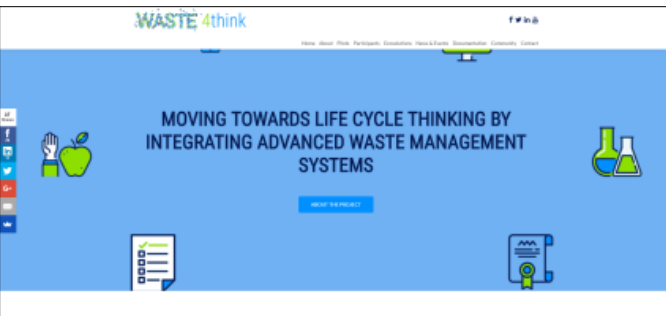 WASTE 4think
Home About Pilots Participants Ecosolutions News & Events Documentation Community Contact
MOVING TOWARDS LIFE CYCLE THINKING BY
INTEGRATING ADVANCED WASTE MANAGEMENT
SYSTEMS
ABOUT THE PROJECT